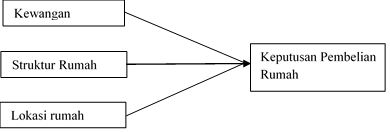 Kewangan
Struktur Rumah
Lokasi rumah
Keputusan Pembelian
Rumah